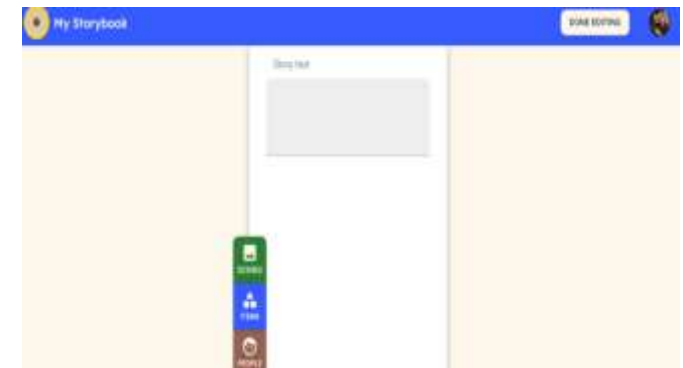 My Storybook
DONE EDITING
Story text
SCENES
ITEMS
PEOPLE